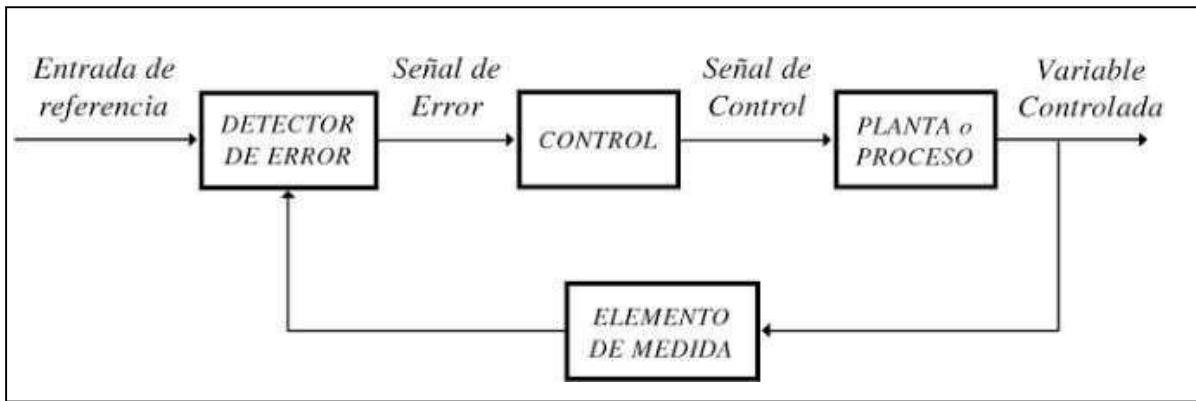 Entrada de
referencia
DETECTOR
DE ERROR
Señal de
Error
CONTROL
Señal de
Control
PLANTA o
PROCESO
Variable
Controlada
ELEMENTO
DE MEDIDA